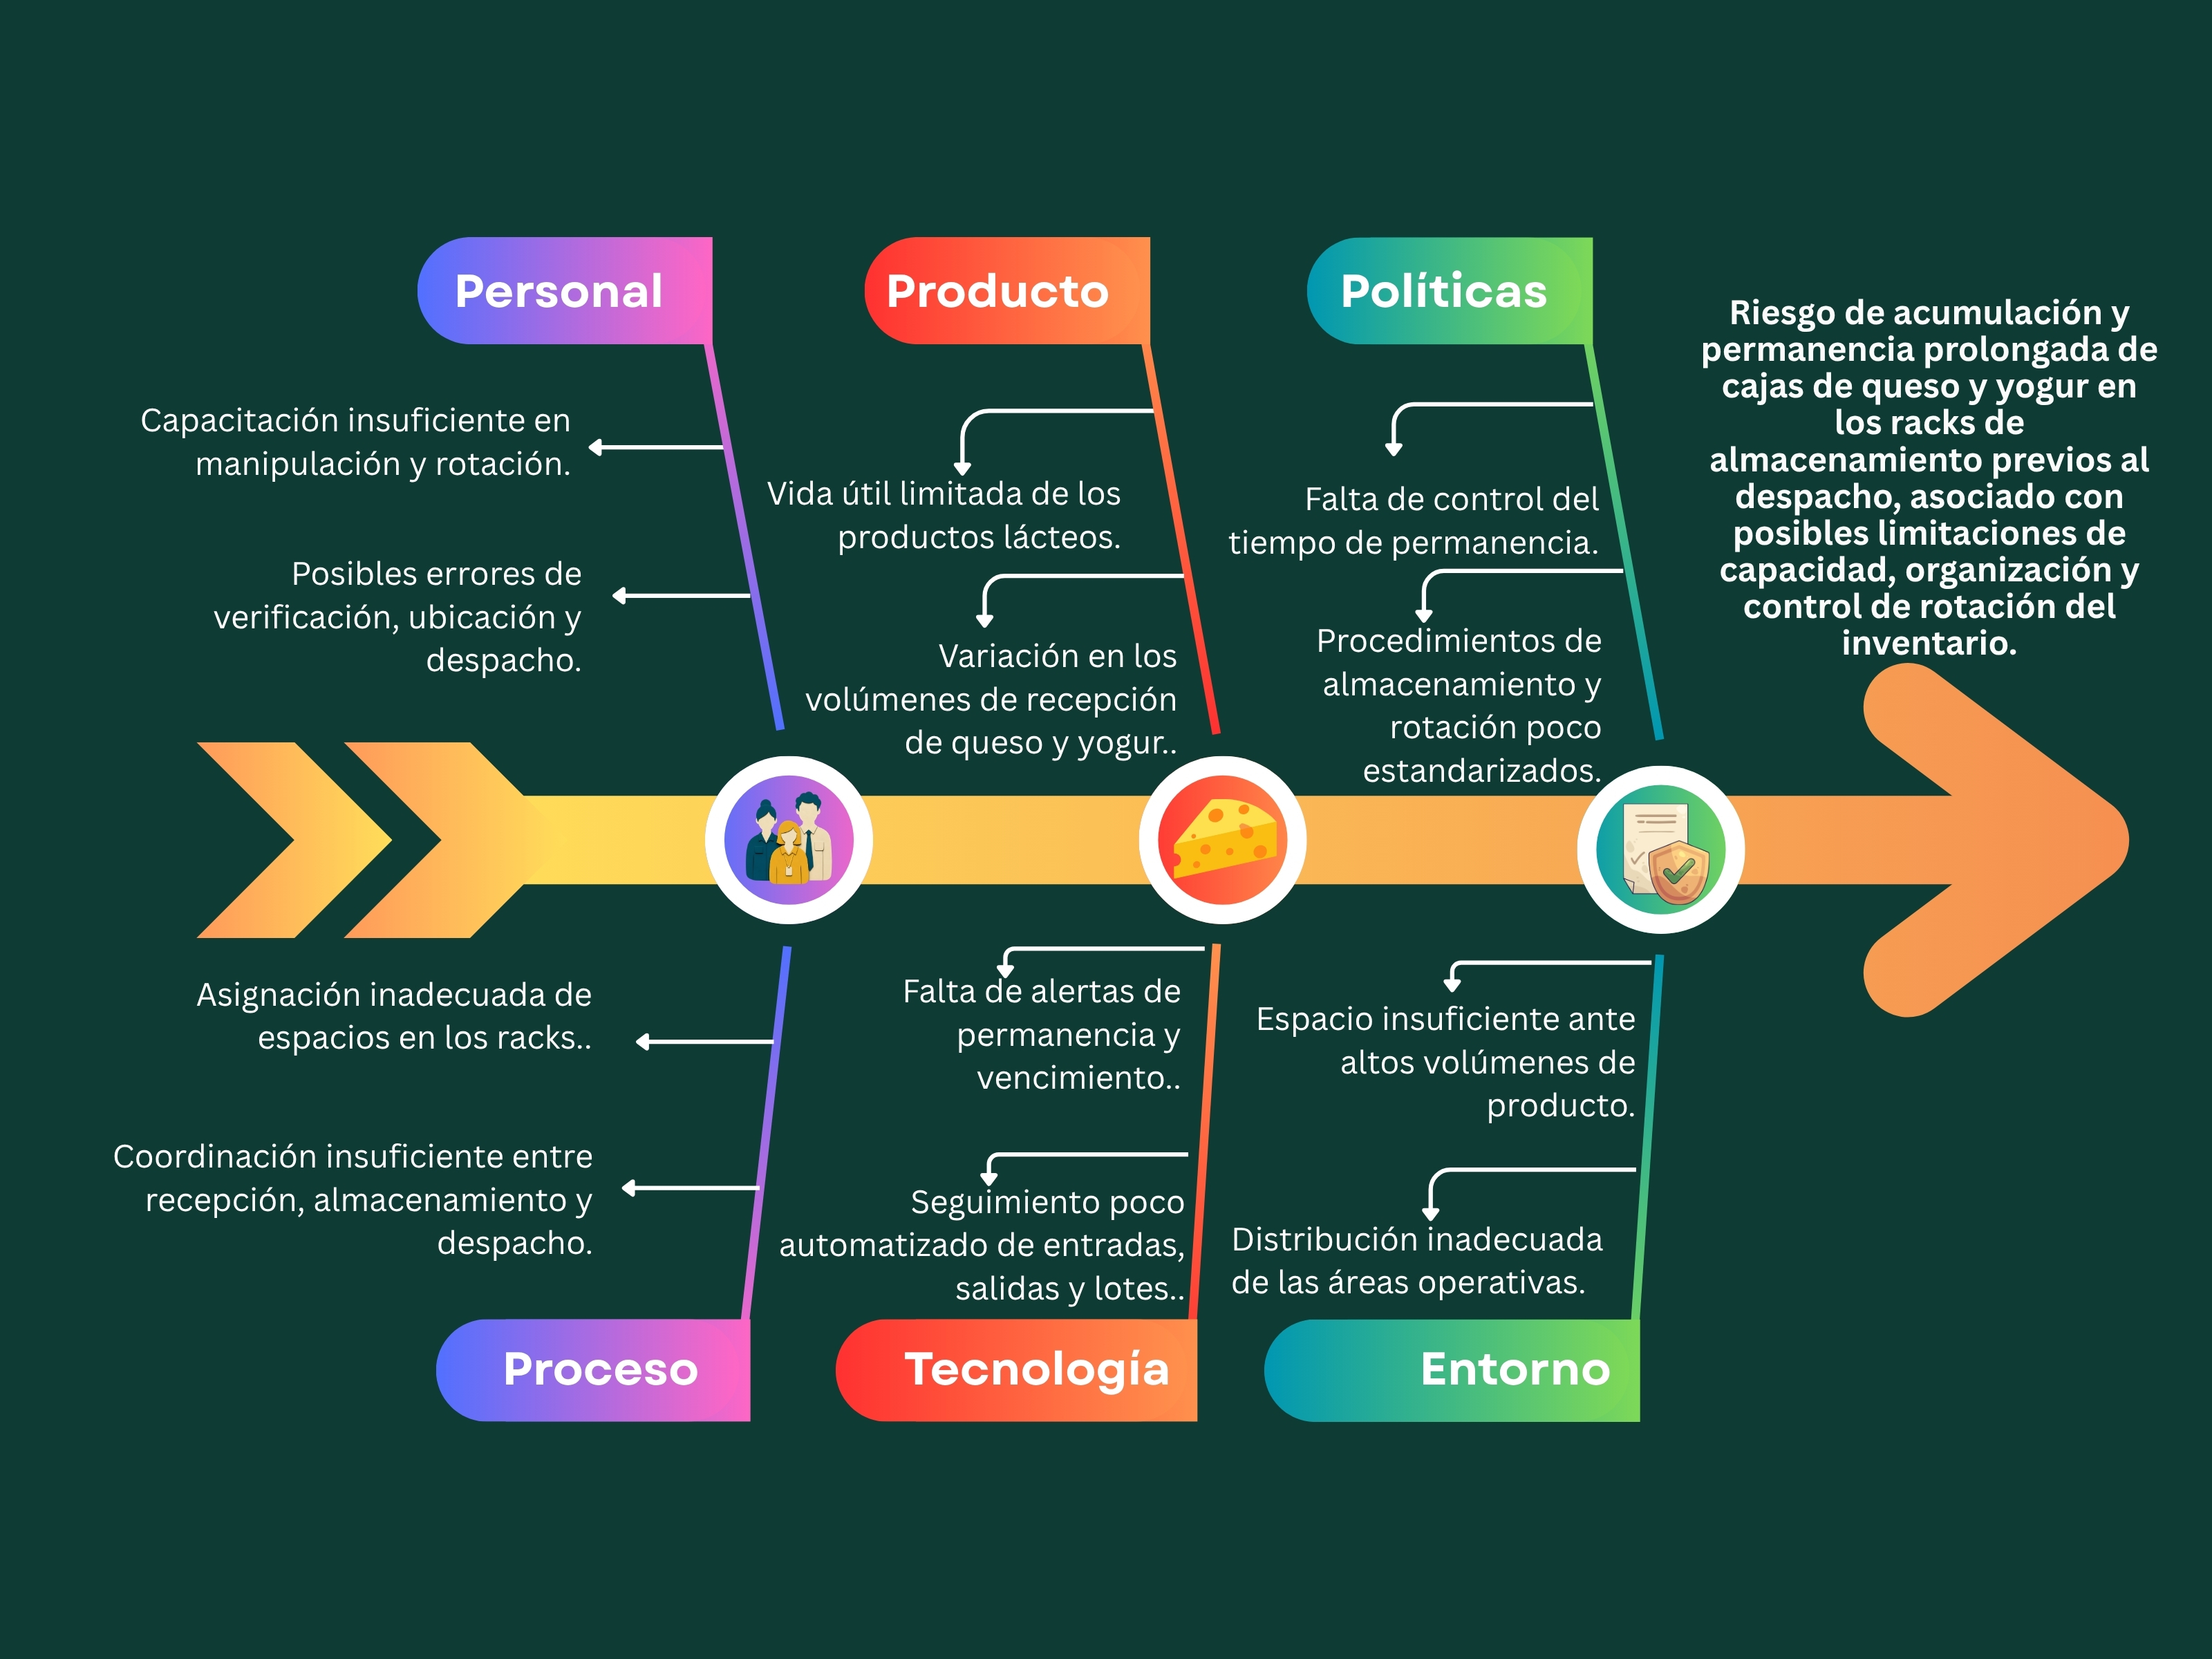 Personal
Producto
Políticas
Riesgo de acumulación y
permanencia prolongada de
cajas de queso y yogur en
los racks de
almacenamiento previos al
despacho, asociado con
posibles limitaciones de
capacidad, organización y
control de rotación del
inventario.
Capacitación insuficiente en
manipulación y rotación.
Posibles errores de
verificación, ubicación y
despacho.
Vida útil limitada de los
productos lácteos.
Variación en los
volúmenes de recepción
de queso y yogur..
Falta de control del
tiempo de permanencia.
Procedimientos de
almacenamiento y
rotación poco
estandarizados.
Asignación inadecuada de
espacios en los racks..
Coordinación insuficiente entre
recepción, almacenamiento y
despacho.
Falta de alertas de
permanencia y
vencimiento..
Seguimiento poco
automatizado de entradas,
salidas y lotes..
Espacio insuficiente ante
altos volúmenes de
producto.
Distribución inadecuada
de las áreas operativas.
Proceso
Tecnología
Entorno